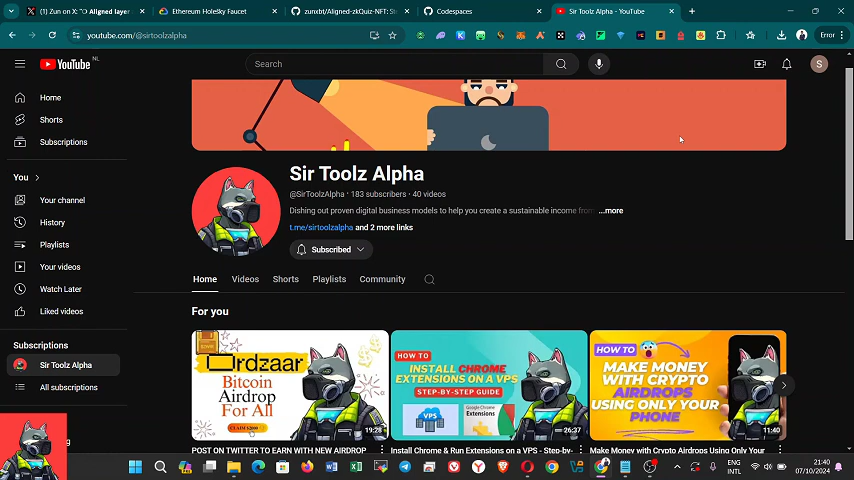 (1) Zun on X: "Aligned layer
Ethereum Holesky Faucet
zunxbt/Aligned-zkQuiz-NFT: St
Codespaces
Sir Toolz Alpha - YouTube
youtube.com/@sirtoolzalpha
Error
YouTube NL
Search
S
Home
Shorts
Subscriptions
You
Your channel
History
Playlists
Your videos
Watch Later
Liked videos
Subscriptions
Sir Toolz Alpha
All subscriptions
Sir Toolz Alpha
@SirToolzAlpha · 183 subscribers · 40 videos
Dishing out proven digital business models to help you create a sustainable income from ...more
t.me/sirtoolzalpha and 2 more links
Subscribed
Home Videos Shorts Playlists Community
For you
Ordzaar
Bitcoin
Airdrop
For All
19:28
HOW TO
INSTALL CHROME
EXTENSIONS ON A VPS
STEP-BY-STEP GUIDE
VPS
Google Chrome
Extensions
26:37
HOW TO
MAKE MONEY
WITH CRYPTO
AIRDROPS
USING ONLY YOUR
PHONE
11:40
POST ON TWITTER TO EARN WITH NEW AIRDROP
Install Chrome & Run Extensions on a VPS - Step-by-
Make Money with Crypto Airdrops Using Only Your
ENG
INTL
21:40
07/10/2024